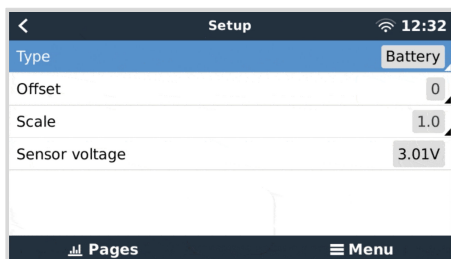 Setup 12:32
Type Battery
Offset 0
Scale 1.0
Sensor voltage 3.01V
Pages Menu